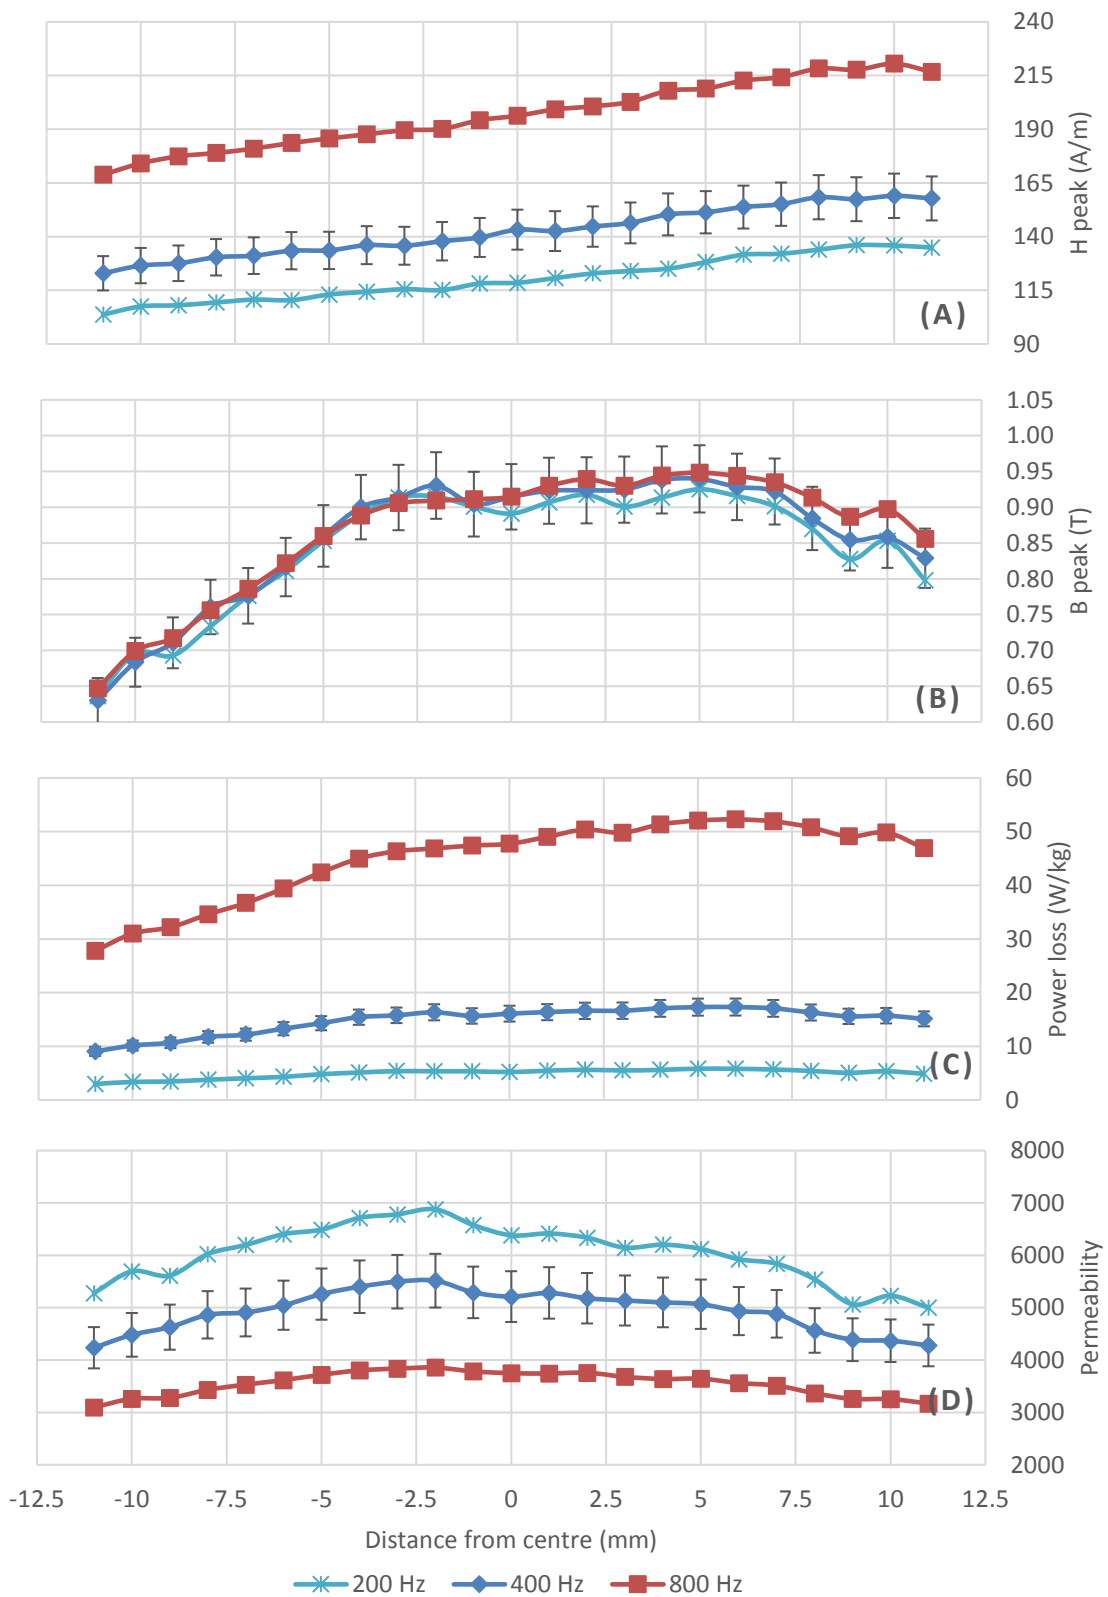 240
215
190
165
140
115
90
H peak (A/m)
(A)
1.05
1.00
0.95
0.90
0.85
0.80
0.75
0.70
0.65
0.60
B peak (T)
(B)
60
50
40
30
20
10
0
Power loss (W/kg)
(C)
8000
7000
6000
5000
4000
3000
2000
Permeability
(D)
-12.5 -10 -7.5 -5 -2.5 0 2.5 5 7.5 10 12.5
Distance from centre (mm)
200 Hz 400 Hz 800 Hz